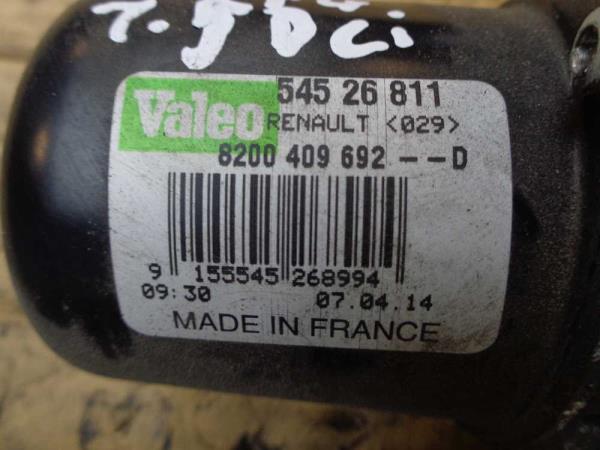 Valeo 545 26 811
RENAULT <029>
8200 409 692 -- D
9 155545 268994
09:30 07.04.14
MADE IN FRANCE